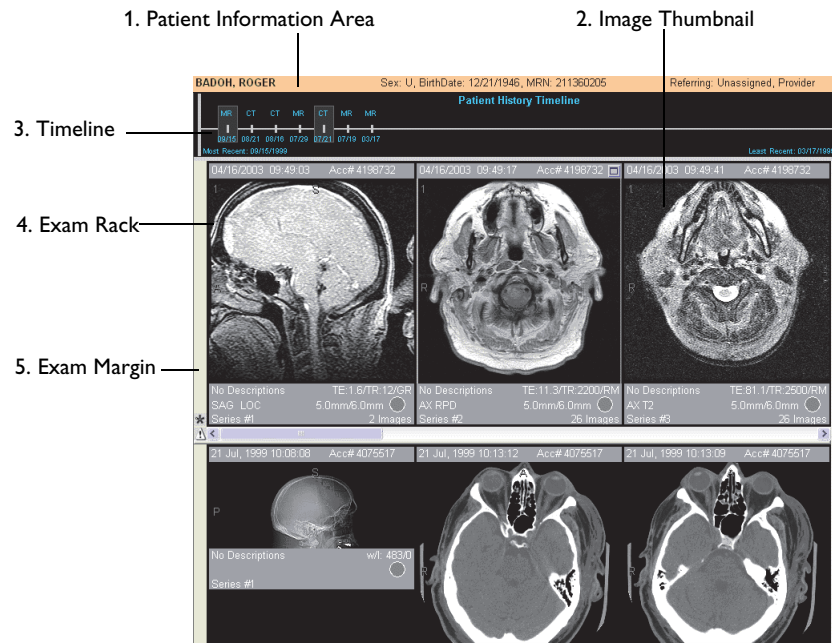 1. Patient Information Area
2. Image Thumbnail
BADOH, ROGER Sex: U, BirthDate: 12/21/1946, MRN: 211360205 Referring: Unassigned, Provider
Patient History Timeline
MR CT CT MR CT MR MR
3. Timeline
09/15 08/21 08/16 07/29 07/21 07/19 03/17
Most Recent: 09/15/1999 Least Recent: 03/17/199
04/16/2003 09:49:03 Acc# 4198732 04/16/2003 09:49:17 Acc# 4198732 04/16/2003 09:49:41 Acc# 4198732
1 S 1 1
4. Exam Rack
A R R
5. Exam Margin
No Descriptions TE:1.6/TR:12/GR No Descriptions TE:11.3/TR:2200/RM No Descriptions TE:81.1/TR:2500/RM
SAG LOC 5.0mm/6.0mm AX RPD 5.0mm/6.0mm AX T2 5.0mm/6.0mm
Series #1 2 Images Series #2 26 Images Series #3 26 Images
21 Jul, 1999 10:08:08 Acc# 4075517 21 Jul, 1999 10:13:12 Acc# 4075517 21 Jul, 1999 10:13:09 Acc# 4075517
S A
P
No Descriptions w/l: 483/0
R R
Series #1